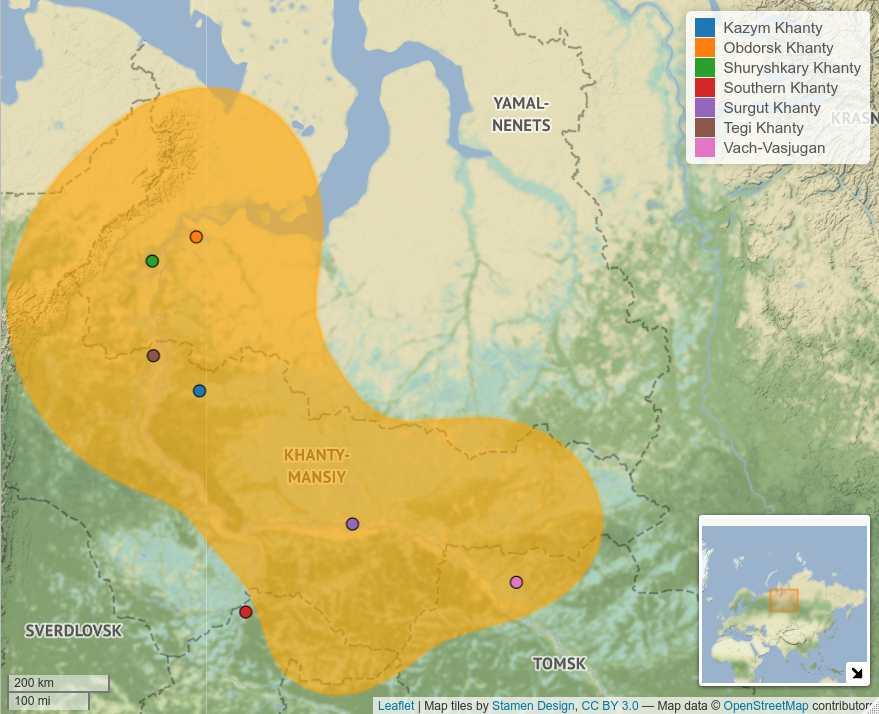 Kazym Khanty
Obdorsk Khanty
Shuryshkary Khanty
Southern Khanty
Surgut Khanty
Tegi Khanty
Vach-Vasjugan
YAMAL-
NENETS
KRASN
KHANTY-
MANSIY
SVERDLOVSK
TOMSK
200 km
100 mi
Leaflet | Map tiles by Stamen Design, CC BY 3.0 — Map data © OpenStreetMap contributors